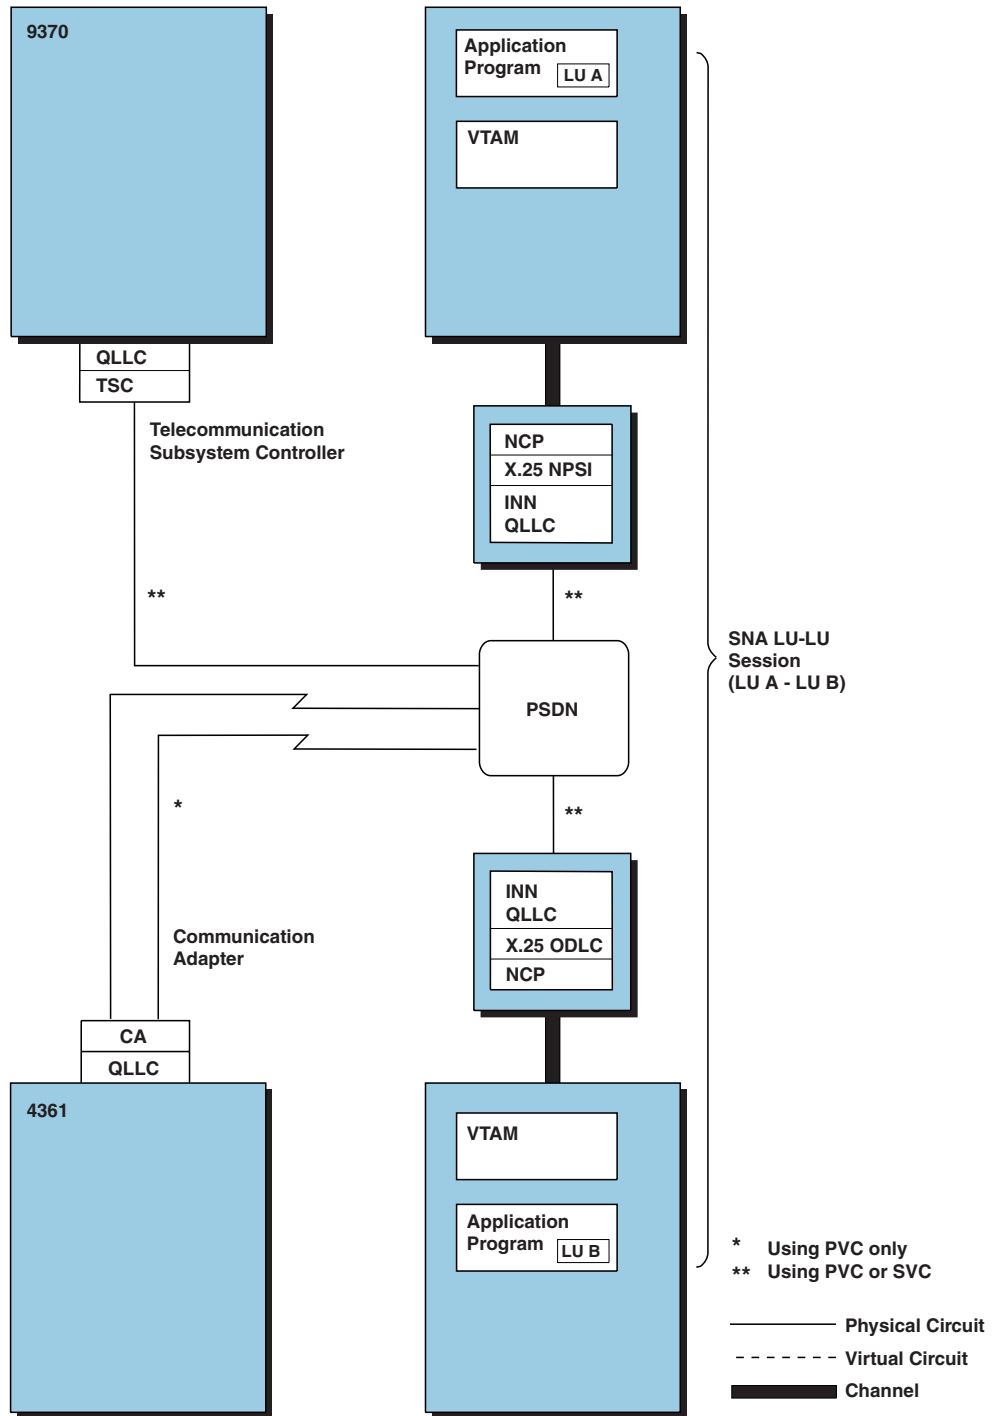 9370
Application
Program
LU A
VTAM
QLLC
TSC
Telecommunication
Subsystem Controller
NCP
X.25 NPSI
INN
QLLC
**
**
SNA LU-LU
Session
(LU A - LU B)
PSDN
*
**
INN
QLLC
X.25 ODLC
NCP
Communication
Adapter
CA
QLLC
4361
VTAM
Application
Program
LU B
* Using PVC only
** Using PVC or SVC
Physical Circuit
Virtual Circuit
Channel